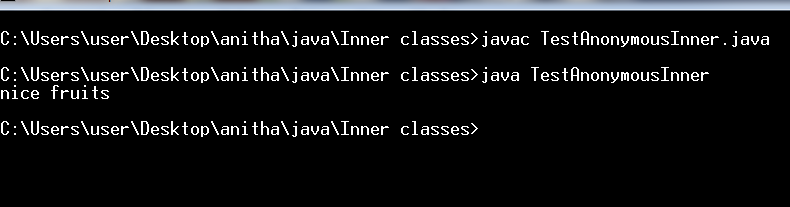 C:\Users\user\Desktop\anitha\java\Inner classes>javac TestAnonymousInner.java
C:\Users\user\Desktop\anitha\java\Inner classes>java TestAnonymousInner
nice fruits
C:\Users\user\Desktop\anitha\java\Inner classes>